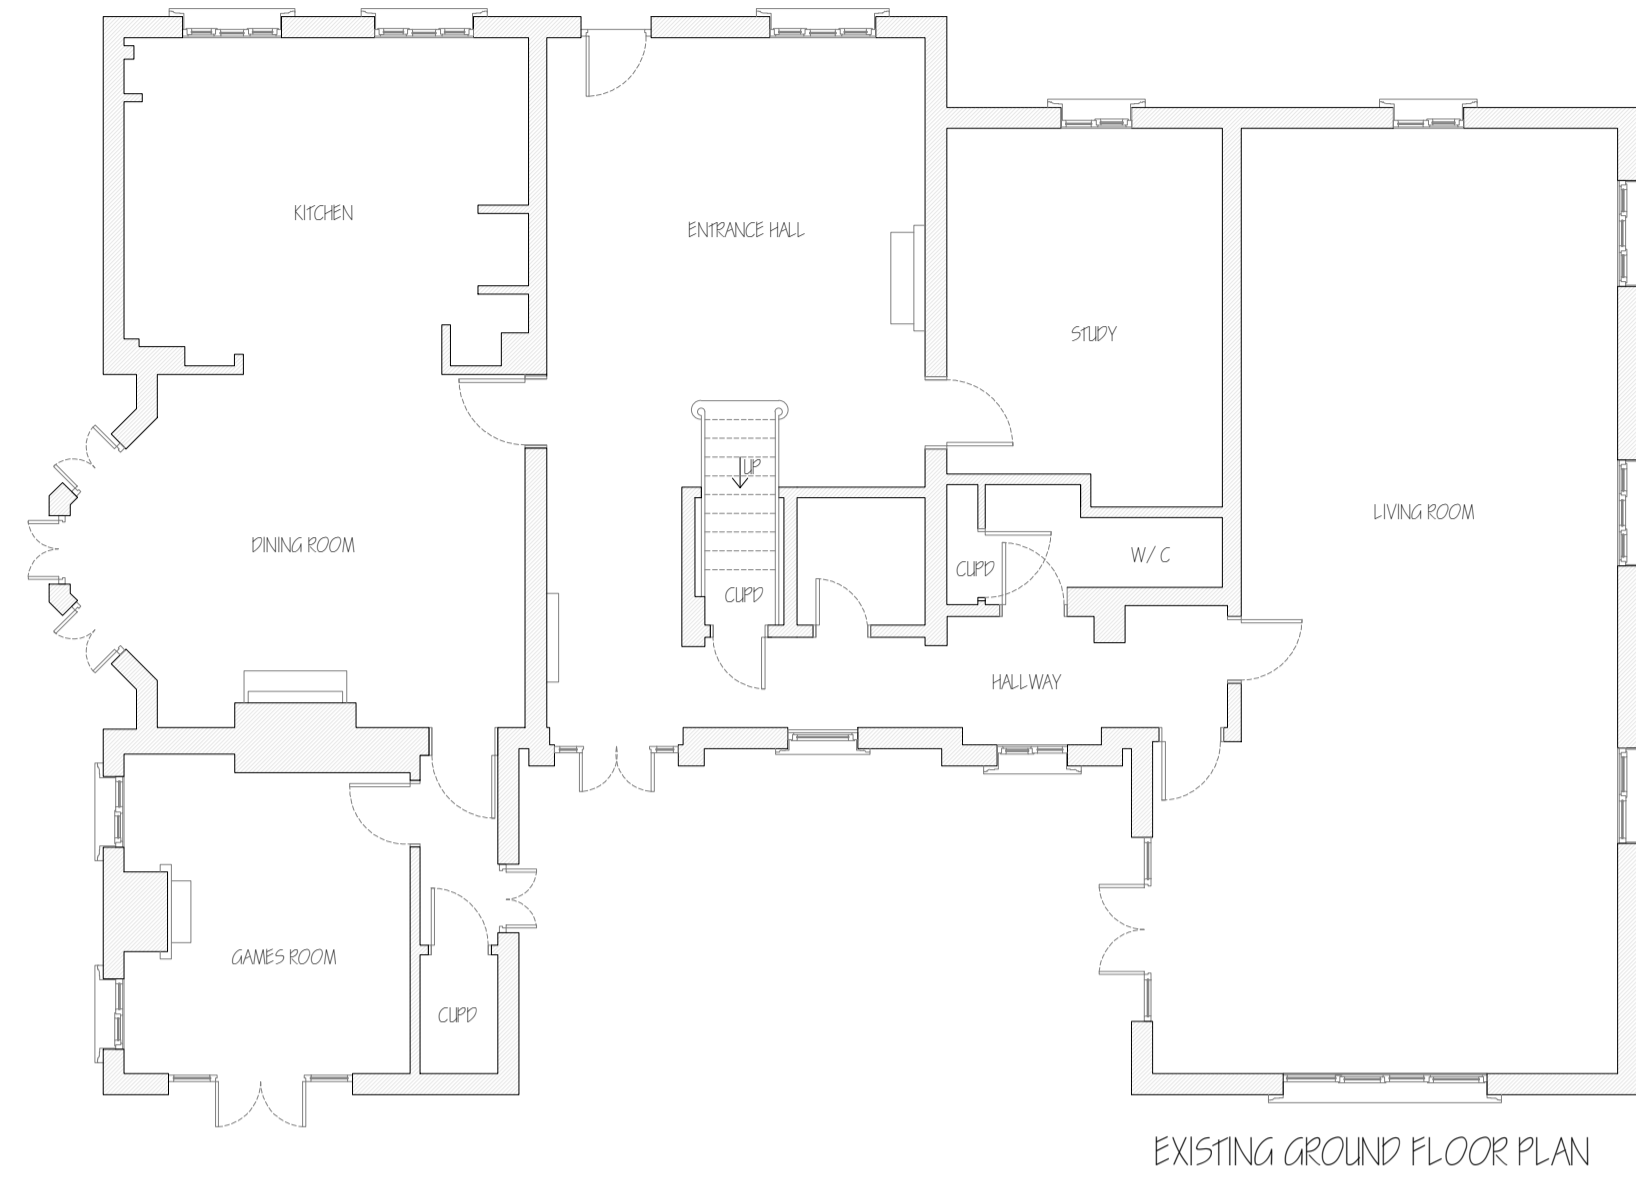 KITCHEN
ENTRANCE HALL
STUDY
UP
LIVING ROOM
DINING ROOM
W/C
CUPD
CUPD
HALLWAY
GAMES ROOM
CUPD
EXISTING GROUND FLOOR PLAN